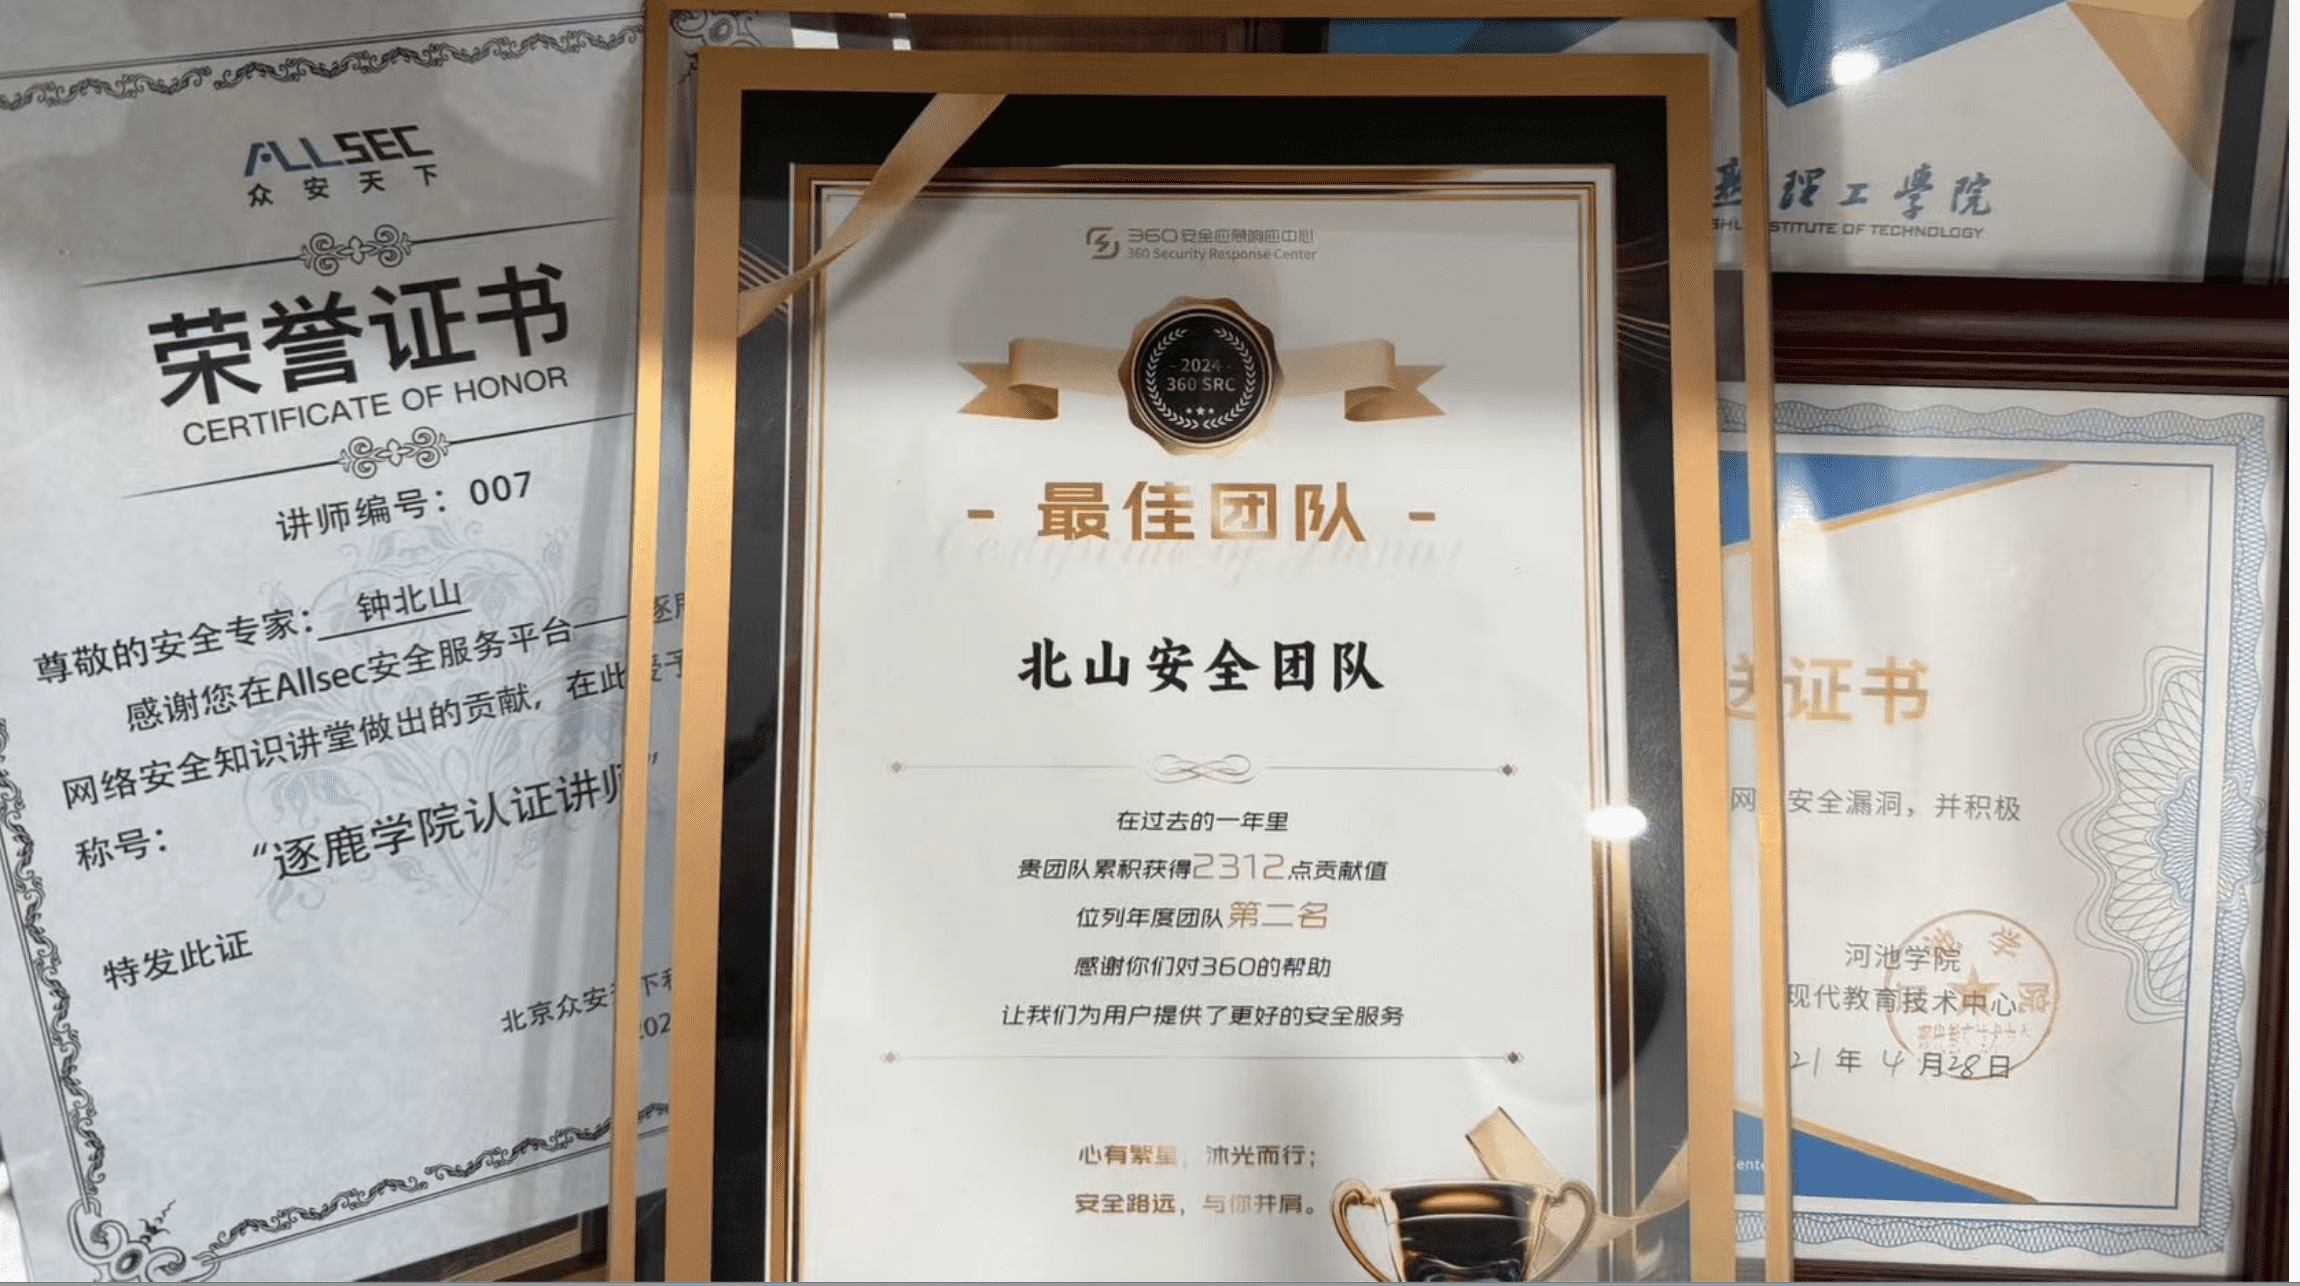 ALLSEC
众安天下
荣誉证书
CERTIFICATE OF HONOR
讲师编号：007
尊敬的安全专家：钟北山
感谢您在Allsec安全服务平台——逐
网络安全知识讲堂做出的贡献，在此授予
称号：
“逐鹿学院认证讲师”
特发此证
北京众安天下
202
360安全应急响应中心
360 Security Response Center
- 2024 -
360 SRC
- 最佳团队 -
Certificate of Honor
北山安全团队
在过去的一年里
贵团队累积获得2312点贡献值
位列年度团队第二名
感谢你们对360的帮助
让我们为用户提供了更好的安全服务
心有繁星，沐光而行；
安全路远，与你并肩。
理工學院
STITUTE OF TECHNOLOGY
证书
网 安全漏洞，并积极
河池学院
现代教育技术中心
21年4月28日